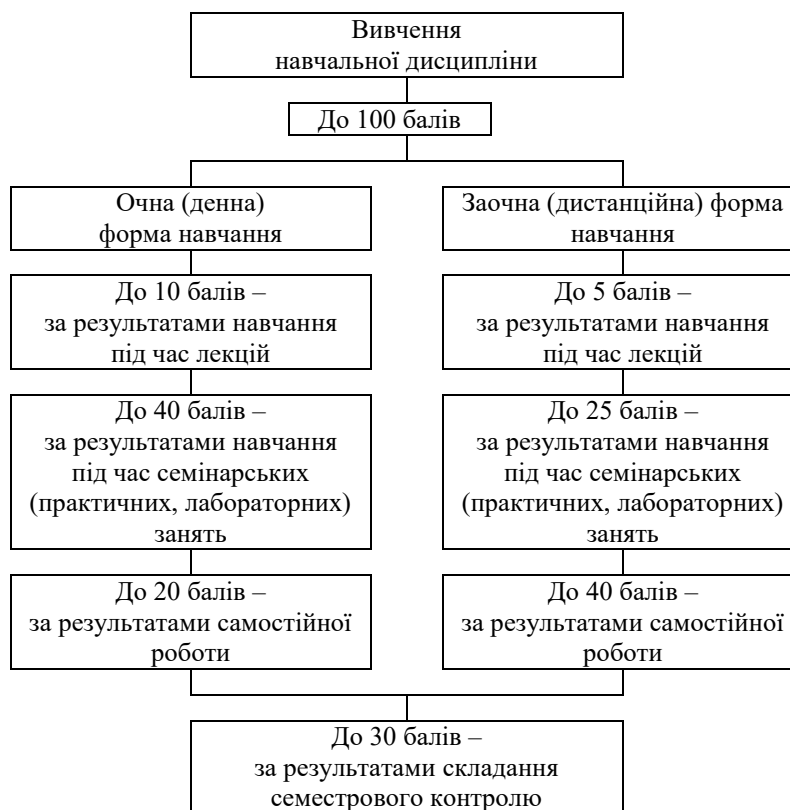 Вивчення
навчальної дисципліни
До 100 балів
Очна (денна)
форма навчання
До 10 балів –
за результатами навчання
під час лекцій
До 40 балів –
за результатами навчання
під час семінарських
(практичних, лабораторних)
занять
До 20 балів –
за результатами самостійної
роботи
Заочна (дистанційна) форма
навчання
До 5 балів –
за результатами навчання
під час лекцій
До 25 балів –
за результатами навчання
під час семінарських
(практичних, лабораторних)
занять
До 40 балів –
за результатами самостійної
роботи
До 30 балів –
за результатами складання
семестрового контролю